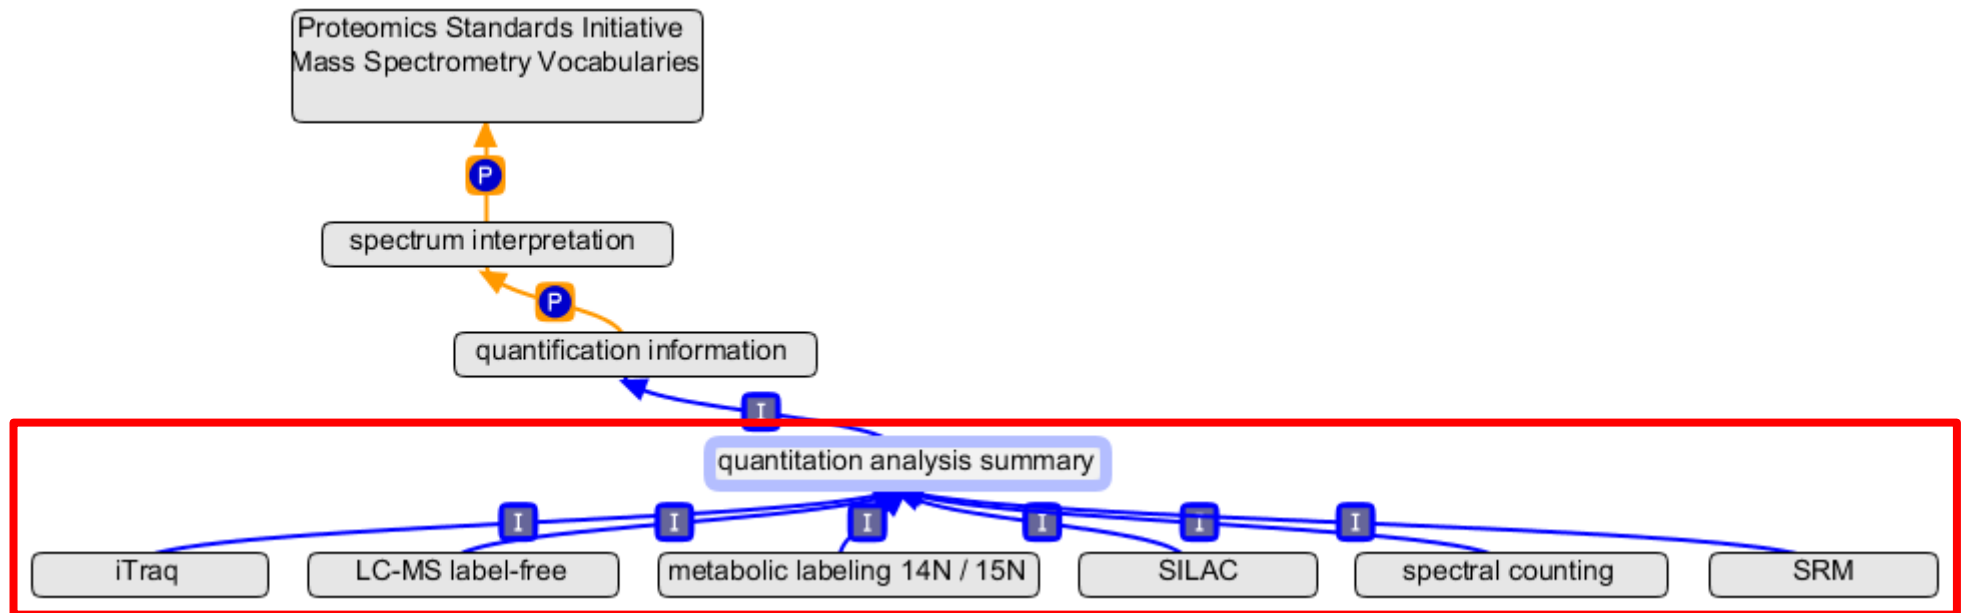 Proteomics Standards Initiative
Mass Spectrometry Vocabularies
P
spectrum interpretation
P
quantification information
I
quantitation analysis summary
I I I I I I
iTraq LC-MS label-free metabolic labeling 14N / 15N SILAC spectral counting SRM